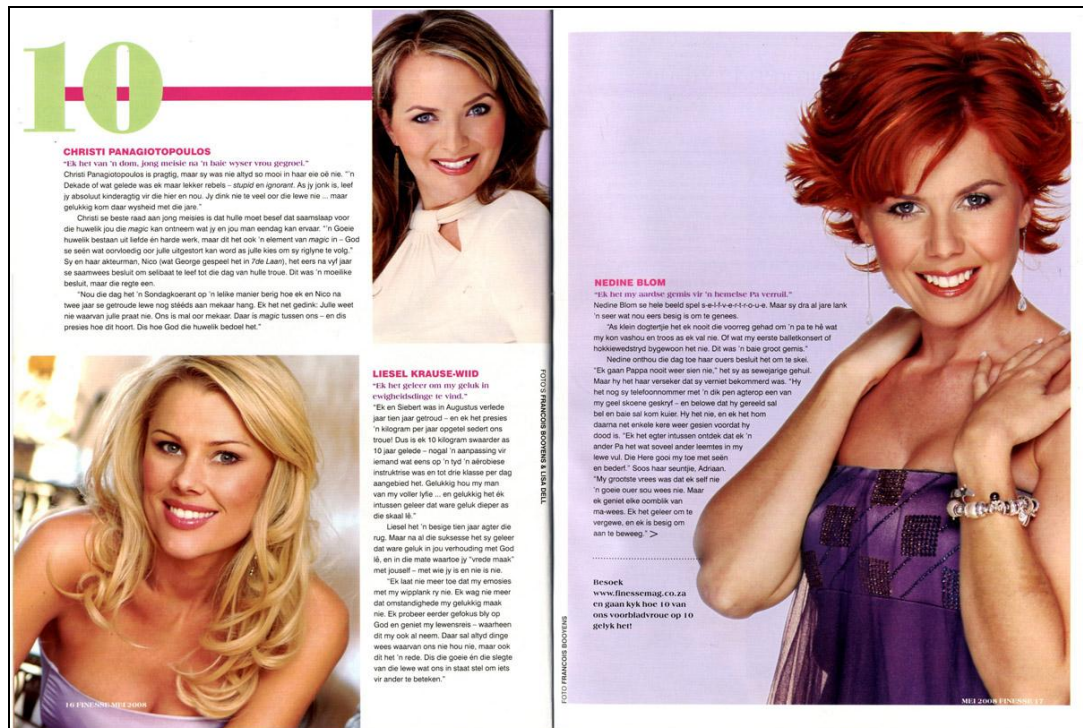 10
CHRISTI PANAGIOTOPOULOS
"Ek het van 'n dom, jong meisie na 'n baie wyser vrou gegroei."
Christi Panagiotopoulos is pragtig, maar sy was nie altyd so mooi in haar eie oë nie. "'n
Dekade of wat gelede was ek maar lekker rebels – stupid en ignorant. As jy jonk is, leef
jy absoluut kinderagtig vir die hier en nou. Jy dink nie te veel oor die lewe nie ... maar
gelukkig kom daar wysheid met die jare."
Christi se beste raad aan jong meisies is dat hulle moet besef dat saamslaap voor
die huwelik jou die magic kan ontneem wat jy en jou man eendag kan ervaar. "'n Goeie
huwelik bestaan uit liefde én harde werk, maar dit het ook 'n element van magic in – God
se seën wat oorvloedig oor julle uitgestort kan word as julle kies om sy riglyne te volg."
Sy en haar akteurman, Nico (wat George gespeel het in 7de Laan), het eers na vyf jaar
se saamwees besluit om selibaat te leef tot die dag van hulle troue. Dit was 'n moeilike
besluit, maar die regte een.
"Nou die dag het 'n Sondagkoerant op 'n lelike manier berig hoe ek en Nico na
twee jaar se getroude lewe nog stééds aan mekaar hang. Ek het net gedink: Julle weet
nie waarvan julle praat nie. Ons is mal oor mekaar. Daar is magic tussen ons – en dis
presies hoe dit hoort. Dis hoe God die huwelik bedoel het."
LIESEL KRAUSE-WIID
"Ek het geleer om my geluk in
ewigheidsdinge te vind."
"Ek en Siebert was in Augustus verlede
jaar tien jaar getroud – en ek het presies
'n kilogram per jaar opgetel sedert ons
troue! Dus is ek 10 kilogram swaarder as
10 jaar gelede – nogal 'n aanpassing vir
iemand wat eens op 'n tyd 'n aërobiese
instruktrise was en tot drie klasse per dag
aangebied het. Gelukkig hou my man
van my voller lyfie ... en gelukkig het ék
intussen geleer dat ware geluk dieper as
die skaal lê."
Liesel het 'n besige tien jaar agter die
rug. Maar na al die suksesse het sy geleer
dat ware geluk in jou verhouding met God
lê, en in die mate waartoe jy "vrede maak"
met jouself – met wie jy is en nie is nie.
"Ek laat nie meer toe dat my emosies
met my wipplank ry nie. Ek wag nie meer
dat omstandighede my gelukkig maak
nie. Ek probeer eerder gefokus bly op
God en geniet my lewensreis – waarheen
dit my ook al neem. Daar sal altyd dinge
wees waarvan ons nie hou nie, maar ook
dít het 'n rede. Dis die goeie én die slegte
van die lewe wat ons in staat stel om iets
vir ander te beteken."
FOTO'S FRANCOIS BOOYENS & LISA DELL
16 FINESSE MEI 2008
NEDINE BLOM
"Ek het my aardse gemis vir 'n hemelse Pa verruil."
Nedine Blom se hele beeld spel s-e-l-f-v-e-r-t-r-o-u-e. Maar sy dra al jare lank
'n seer wat nou eers besig is om te genees.
"As klein dogtertjie het ek nooit die voorreg gehad om 'n pa te hê wat
my kon vashou en troos as ek val nie. Of wat my eerste balletkonsert of
hokkiewedstryd bygewoon het nie. Dit was 'n baie groot gemis."
Nedine onthou die dag toe haar ouers besluit het om te skei.
"Ek gaan Pappa nooit weer sien nie," het sy as sewejarige gehuil.
Maar hy het haar verseker dat sy verniet bekommerd was. "Hy
het nog sy telefoonnommer met 'n dik pen agterop een van
my geel skoene geskryf – en belowe dat hy gereeld sal
bel en baie sal kom kuier. Hy het nie, en ek het hom
daarna net enkele kere weer gesien voordat hy
dood is. "Ek het egter intussen ontdek dat ek 'n
ander Pa het wat soveel ander leemtes in my
lewe vul. Die Here gooi my toe met seën
en bederf." Soos haar seuntjie, Adriaan.
"My grootste vrees was dat ek self nie
'n goeie ouer sou wees nie. Maar
ek geniet elke oomblik van
ma-wees. Ek het geleer om te
vergewe, en ek is besig om
aan te beweeg." >
Besoek
www.finessemag.co.za
en gaan kyk hoe 10 van
ons voorbladvroue op 10
gelyk het!
FOTO FRANCOIS BOOYENS
MEI 2008 FINESSE 17